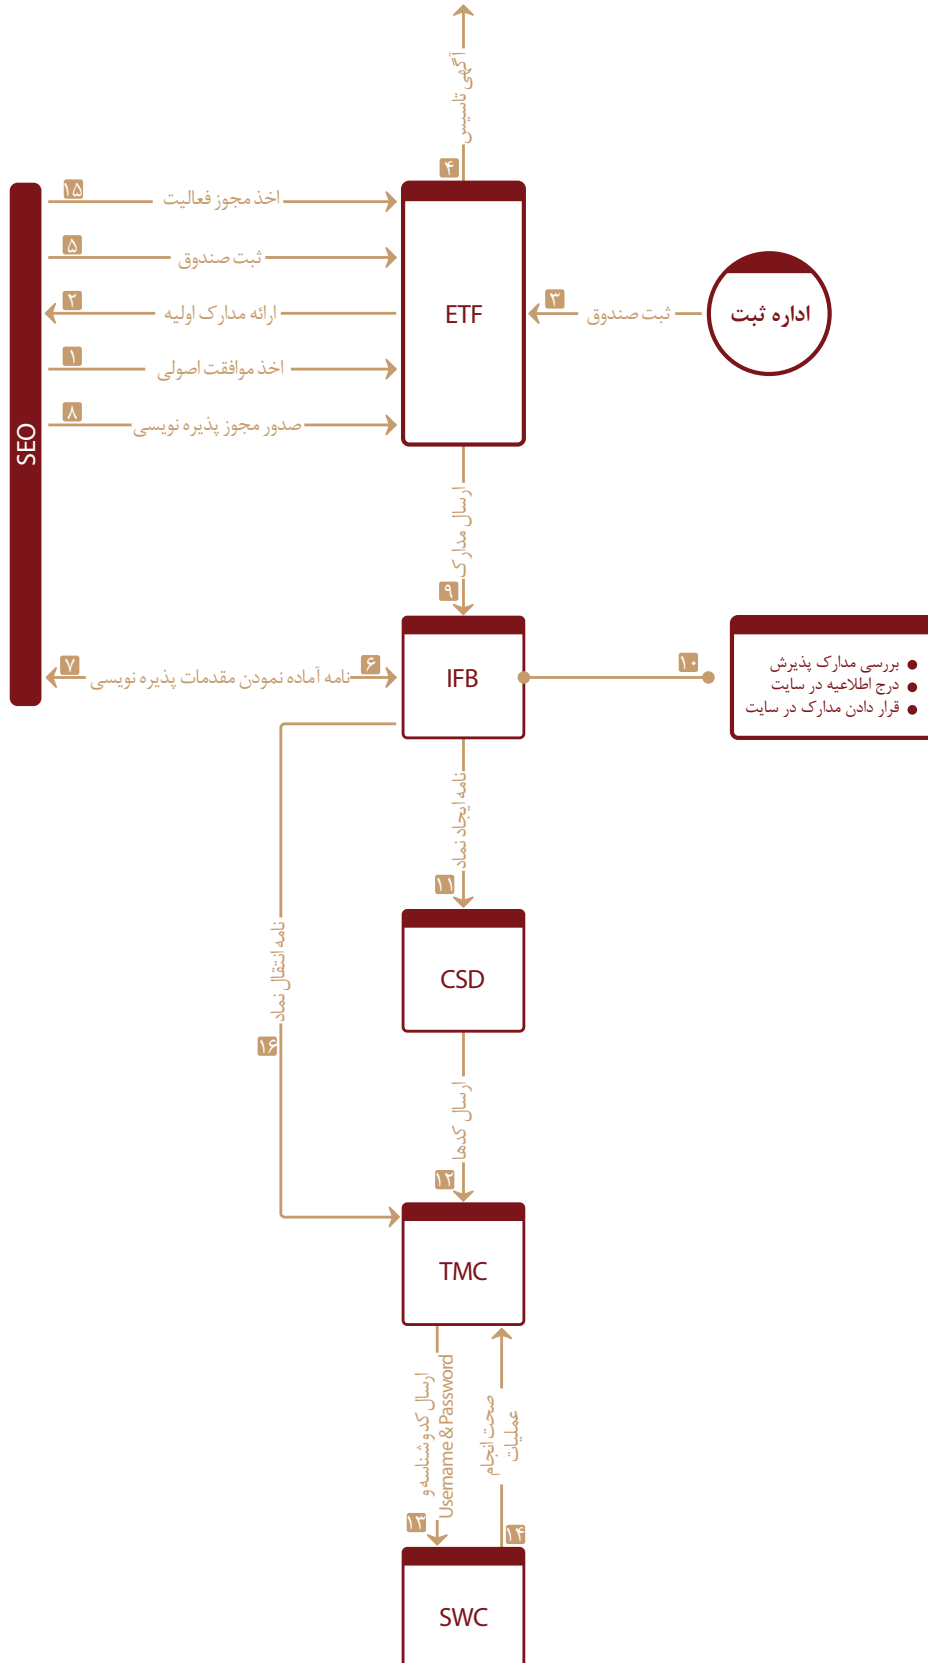 آگهی تاسیس
۴
۱۵
اخذ مجوز فعالیت
۵
ثبت صندوق
۲
ارائه مدارک اولیه
۱
اخذ موافقت اصولی
۸
صدور مجوز پذیره نویسی
SEO
ETF
۳
ثبت صندوق
اداره ثبت
ارسال مدارک
۹
۷
نامه آماده نمودن مقدمات پذیره نویسی
۶
IFB
۱۰
بررسی مدارک پذیرش
درج اطلاعیه در سایت
قرار دادن مدارک در سایت
نامه ایجاد نماد
۱۱
CSD
نامه انتقال نماد
۱۶
ارسال کدها
۱۲
TMC
ارسال کد و شناسه و
Username & Password
۱۳
صحت انجام
عملیات
۱۴
SWC